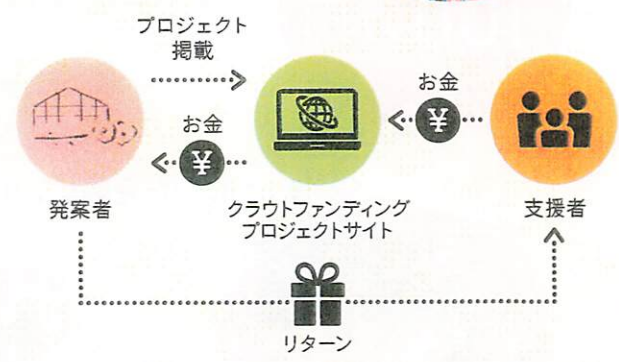 プロジェクト
掲載
お金
¥
お金
¥
発案者
クラウトファンディング
プロジェクトサイト
支援者
リターン